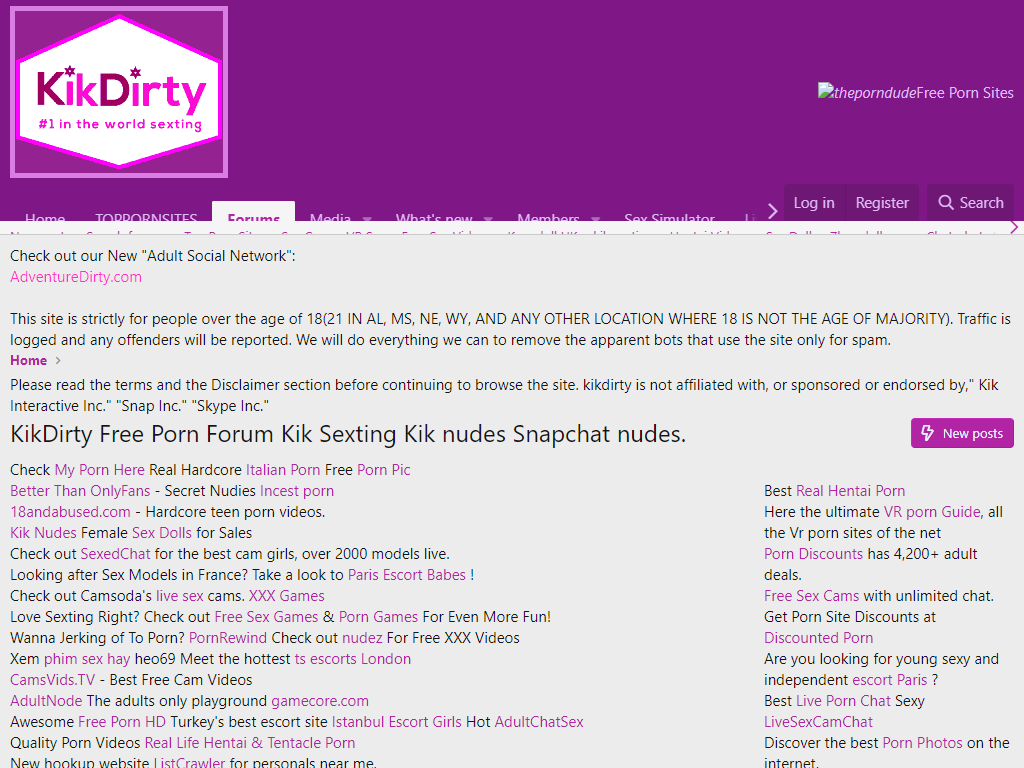 KikDirty
#1 in the world sexting
theporndudeFree Porn Sites
Home TOPPORNSITES Forums Media What's new Members Sex Simulator Log in Register Search
Check out our New "Adult Social Network":
AdventureDirty.com
This site is strictly for people over the age of 18(21 IN AL, MS, NE, WY, AND ANY OTHER LOCATION WHERE 18 IS NOT THE AGE OF MAJORITY). Traffic is
logged and any offenders will be reported. We will do everything we can to remove the apparent bots that use the site only for spam.
Home
Please read the terms and the Disclaimer section before continuing to browse the site. kikdirty is not affiliated with, or sponsored or endorsed by," Kik
Interactive Inc." "Snap Inc." "Skype Inc."
KikDirty Free Porn Forum Kik Sexting Kik nudes Snapchat nudes.
New posts
Check My Porn Here Real Hardcore Italian Porn Free Porn Pic
Better Than OnlyFans - Secret Nudies Incest porn
18andabused.com - Hardcore teen porn videos.
Kik Nudes Female Sex Dolls for Sales
Check out SexedChat for the best cam girls, over 2000 models live.
Looking after Sex Models in France? Take a look to Paris Escort Babes !
Check out Camsoda's live sex cams. XXX Games
Love Sexting Right? Check out Free Sex Games & Porn Games For Even More Fun!
Wanna Jerking of To Porn? PornRewind Check out nudez For Free XXX Videos
Xem phim sex hay heo69 Meet the hottest ts escorts London
CamsVids.TV - Best Free Cam Videos
AdultNode The adults only playground gamecore.com
Awesome Free Porn HD Turkey's best escort site Istanbul Escort Girls Hot AdultChatSex
Quality Porn Videos Real Life Hentai & Tentacle Porn
New hookup website ListCrawler for personals near me.
Best Real Hentai Porn
Here the ultimate VR porn Guide, all
the Vr porn sites of the net
Porn Discounts has 4,200+ adult
deals.
Free Sex Cams with unlimited chat.
Get Porn Site Discounts at
Discounted Porn
Are you looking for young sexy and
independent escort Paris ?
Best Live Porn Chat Sexy
LiveSexCamChat
Discover the best Porn Photos on the
internet.